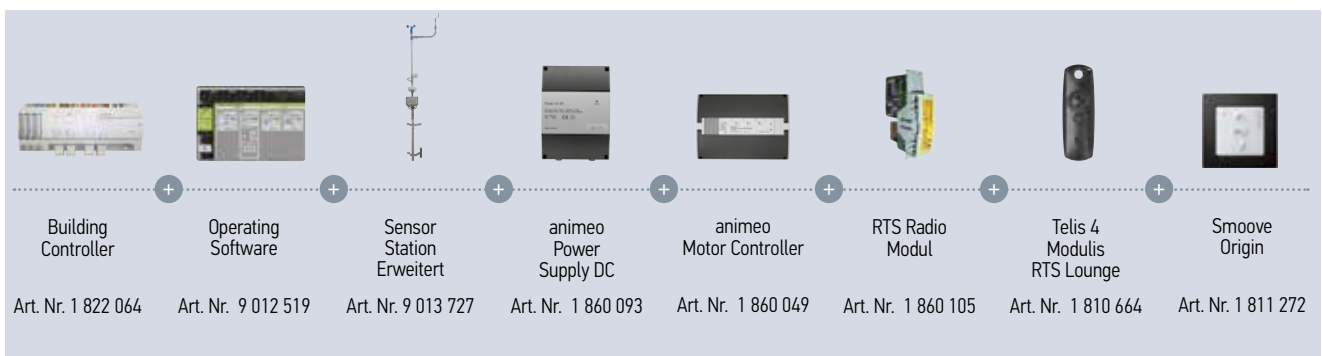 + + + + + + +
Building
Controller
Art. Nr. 1 822 064
Operating
Software
Art. Nr. 9 012 519
Sensor
Station
Erweitert
Art. Nr. 9 013 727
animeo
Power
Supply DC
Art. Nr. 1 860 093
animeo
Motor Controller
Art. Nr. 1 860 049
RTS Radio
Modul
Art. Nr. 1 860 105
Telis 4
Modulis
RTS Lounge
Art. Nr. 1 810 664
Smoove
Origin
Art. Nr. 1 811 272